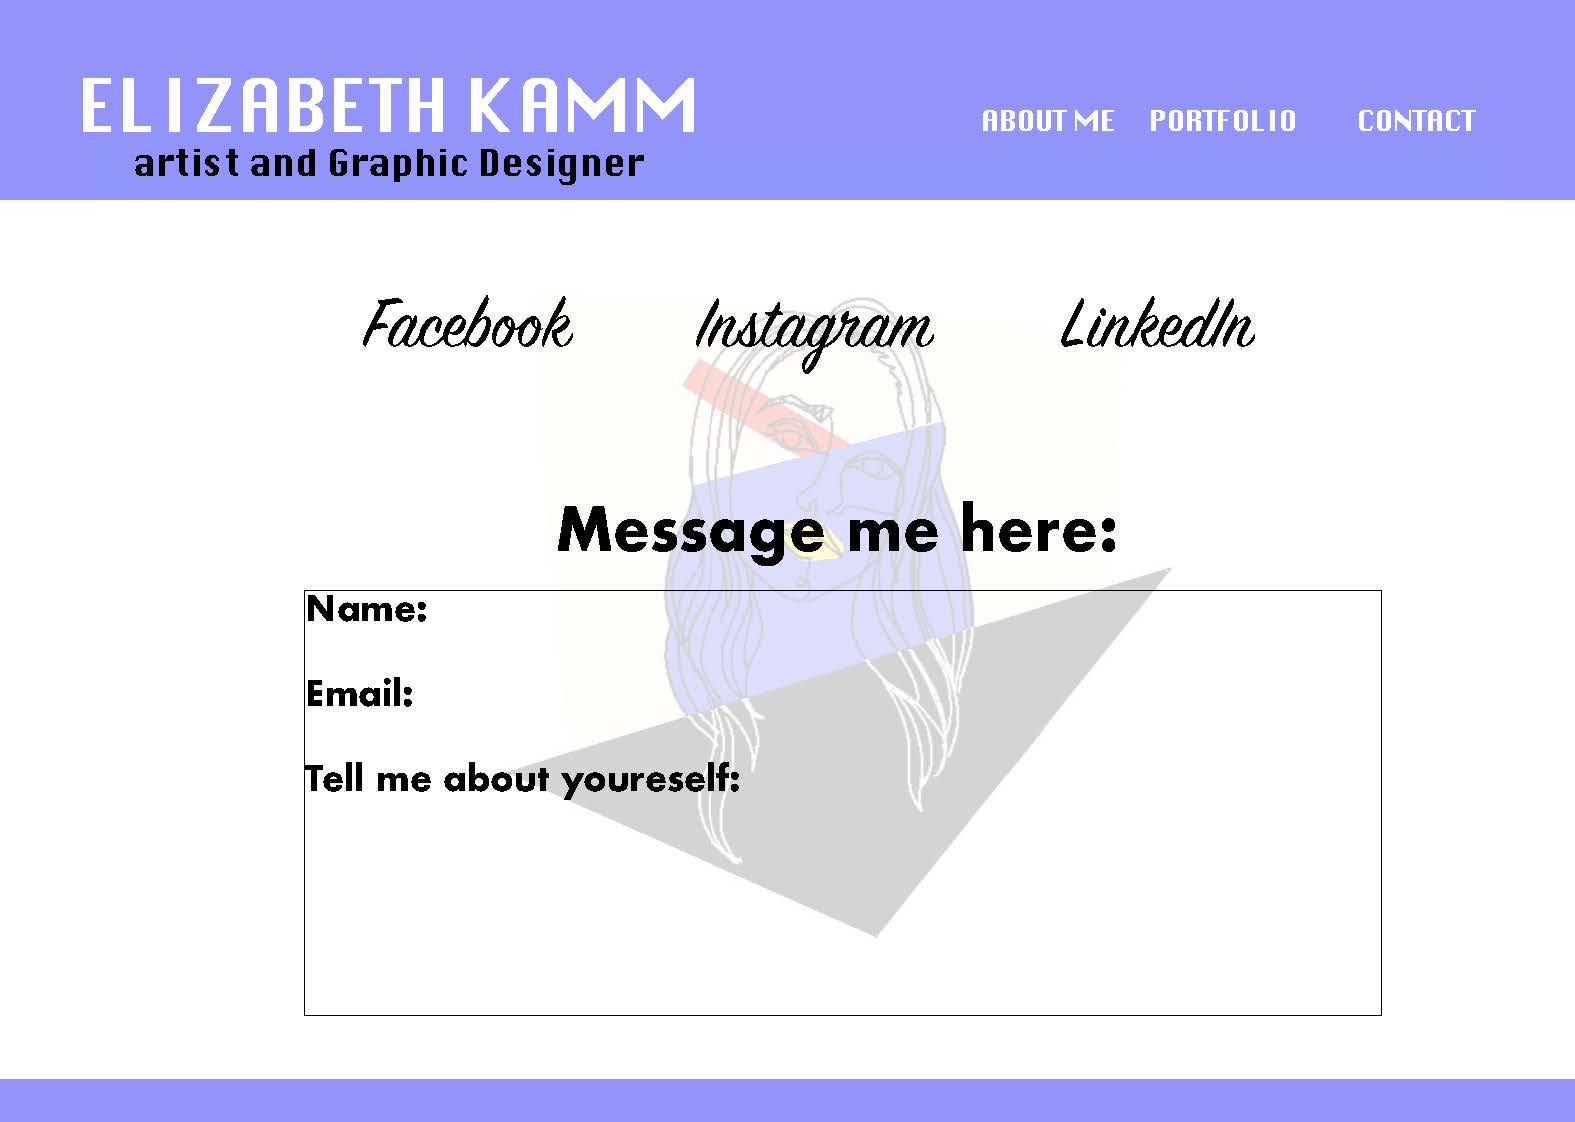 ELIZABETH KAMM
artist and Graphic Designer
ABOUT ME PORTFOLIO CONTACT
Facebook Instagram LinkedIn
Message me here:
Name:
Email:
Tell me about youreself: